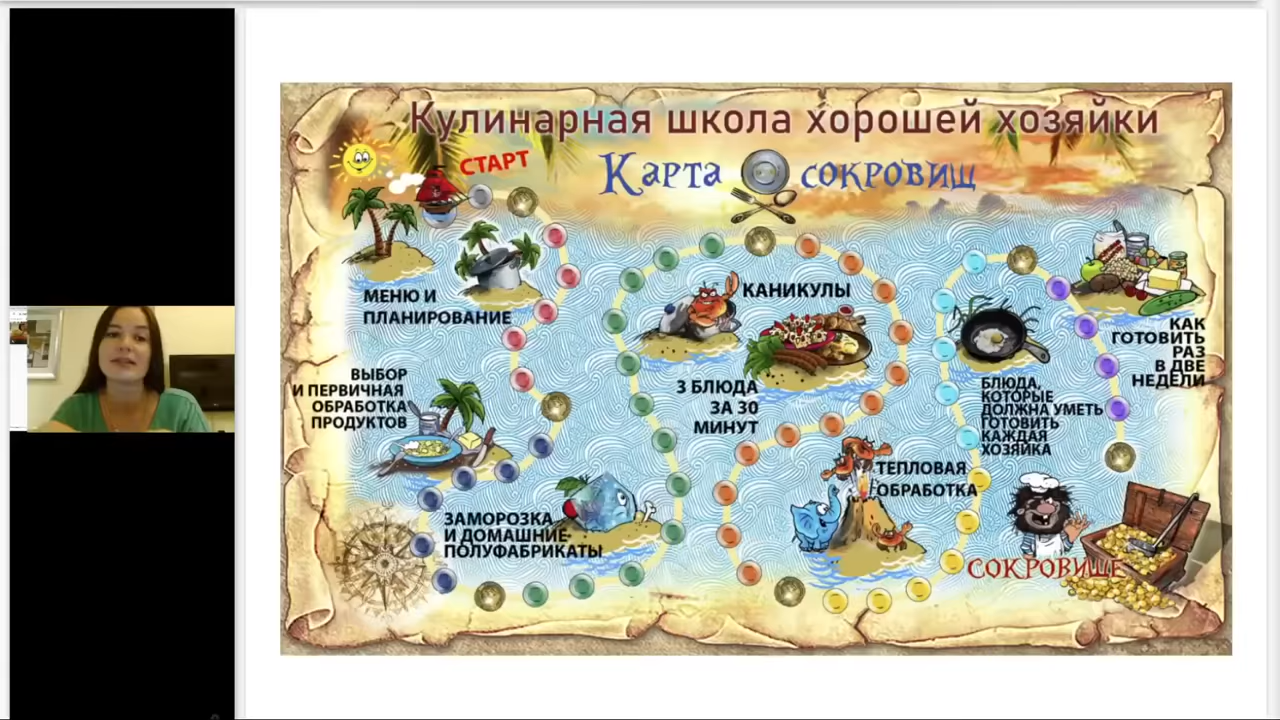 Кулинарная школа хорошей хозяйки
СТАРТ
Карта сокровищ
МЕНЮ И
ПЛАНИРОВАНИЕ
ВЫБОР
И ПЕРВИЧНАЯ
ОБРАБОТКА
ПРОДУКТОВ
ЗАМОРОЗКА
И ДОМАШНИЕ
ПОЛУФАБРИКАТЫ
КАНИКУЛЫ
3 БЛЮДА
ЗА 30
МИНУТ
ТЕПЛОВАЯ
ОБРАБОТКА
БЛЮДА,
КОТОРЫЕ
ДОЛЖНА УМЕТЬ
ГОТОВИТЬ
КАЖДАЯ
ХОЗЯЙКА
КАК
ГОТОВИТЬ
РАЗ
В ДВЕ
НЕДЕЛИ
СОКРОВИЩЕ